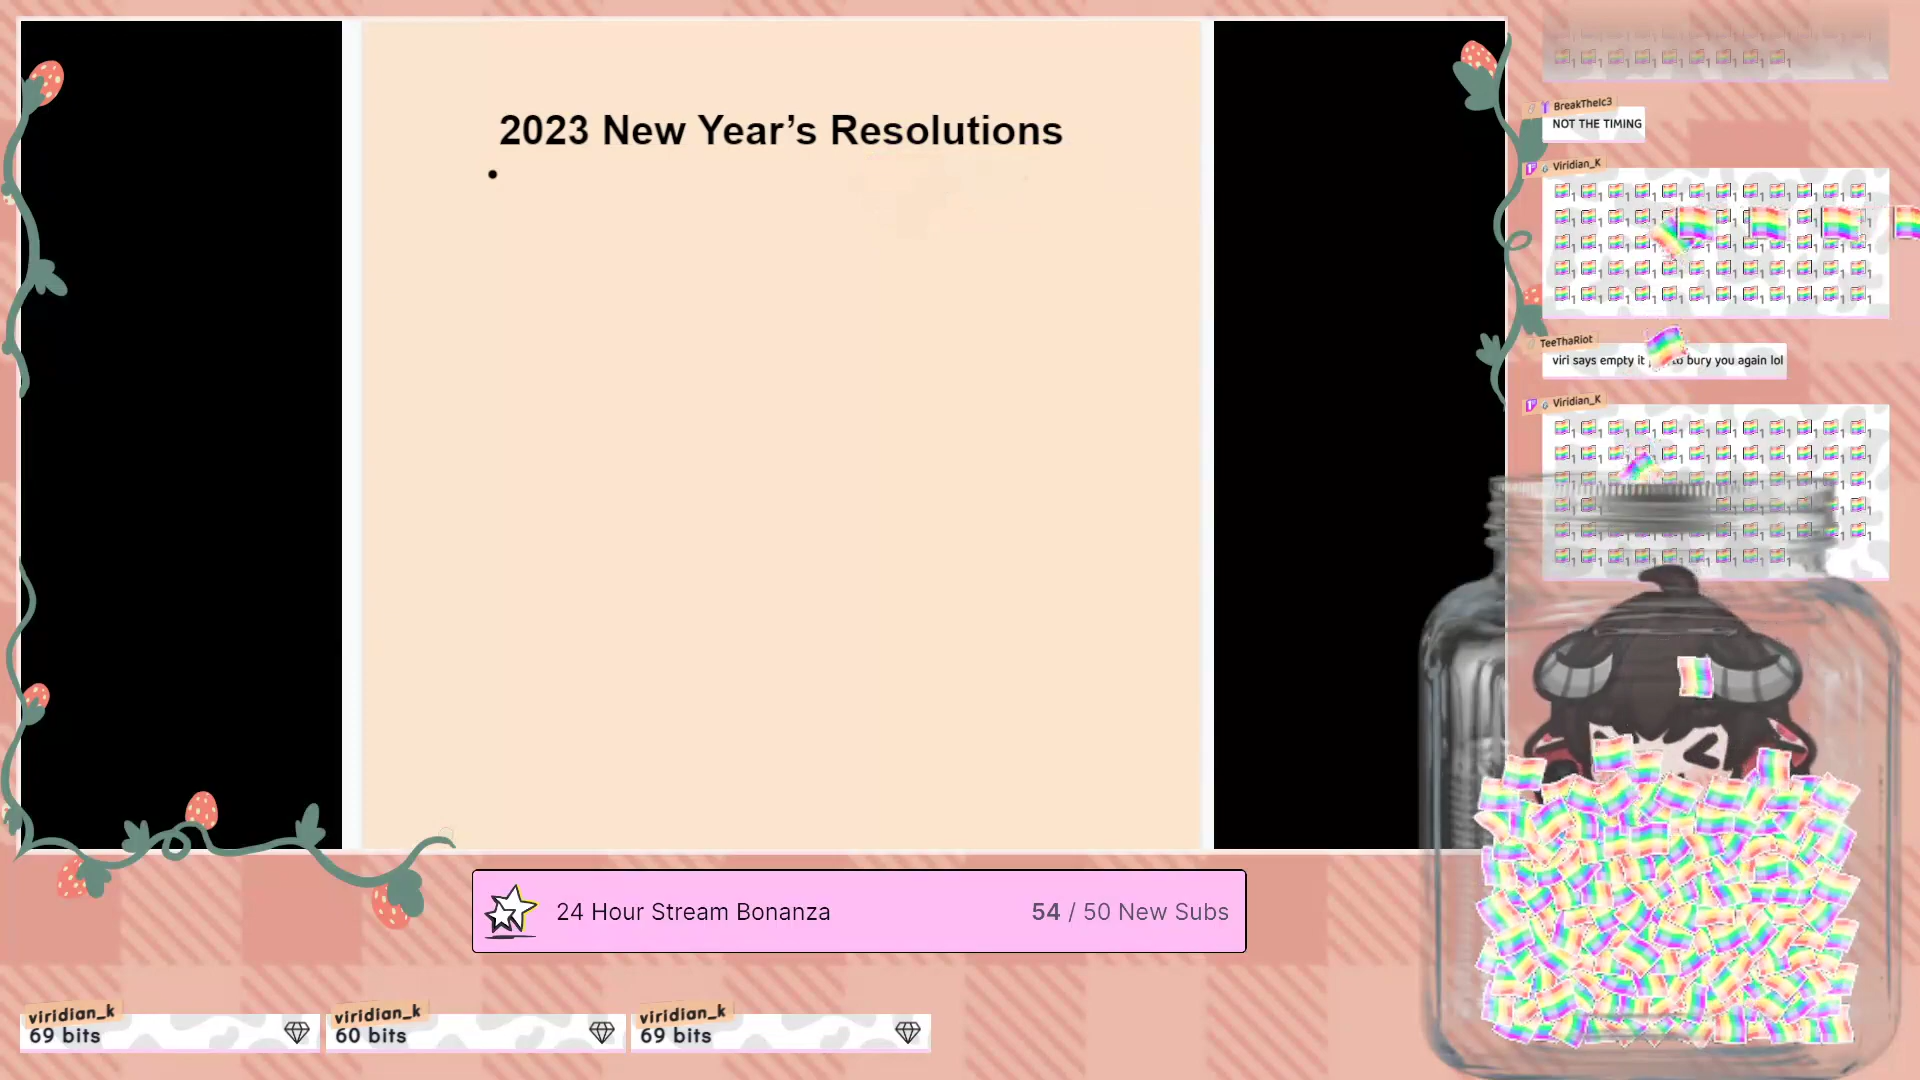 2023 New Year’s Resolutions
•
BreakTheIc3
NOT THE TIMING
Viridian_K
TeeThaRiot
viri says empty it
to bury you again lol
Viridian_K
24 Hour Stream Bonanza
54 / 50 New Subs
viridian_k
69 bits
viridian_k
60 bits
viridian_k
69 bits